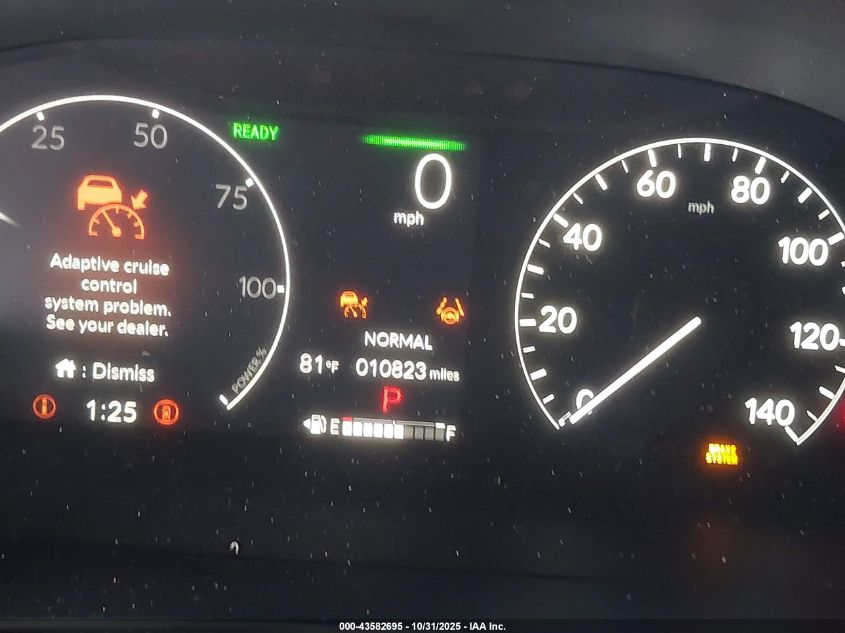 25
50
READY
75
0
mph
60
mph
80
40
100
Adaptive cruise
control
system problem.
See your dealer.
100
20
120
NORMAL
81°F 010823 miles
: Dismiss
POWER %
P
0
1:25
140
E F
BRAKE
SYSTEM
000-43582695 - 10/31/2025 - IAA Inc.